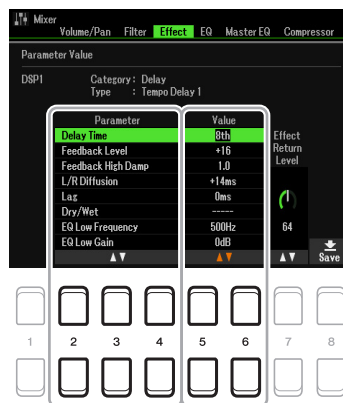 Mixer
Volume/Pan Filter Effect EQ Master EQ Compressor
Parameter Value
DSP1 Category : Delay
Type : Tempo Delay 1
Parameter Value
Delay Time 8th
Feedback Level +16
Feedback High Damp 1.0
L/R Diffusion +14ms
Lag 0ms
Dry/Wet -----
EQ Low Frequency 500Hz
EQ Low Gain 0dB
Effect
Return
Level
64
▲▼ ▲▼ ▲▼ Save
1 2 3 4 5 6 7 8